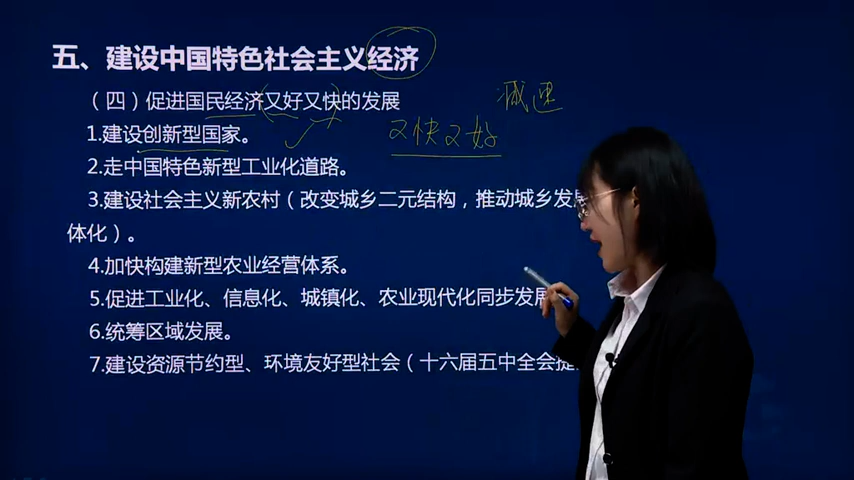 五、建设中国特色社会主义经济
（四）促进国民经济（又好又快）的发展
减速
1.建设创新型国家。
又快又好
2.走中国特色新型工业化道路。
3.建设社会主义新农村（改变城乡二元结构，推动城乡发展
体化）。
4.加快构建新型农业经营体系。
5.促进工业化、信息化、城镇化、农业现代化同步发展
6.统筹区域发展。
7.建设资源节约型、环境友好型社会（十六届五中全会提